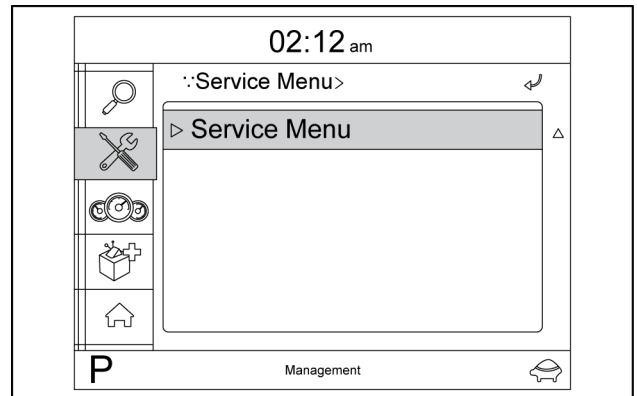 02:12 am
∵Service Menu>
▷ Service Menu
P
Management